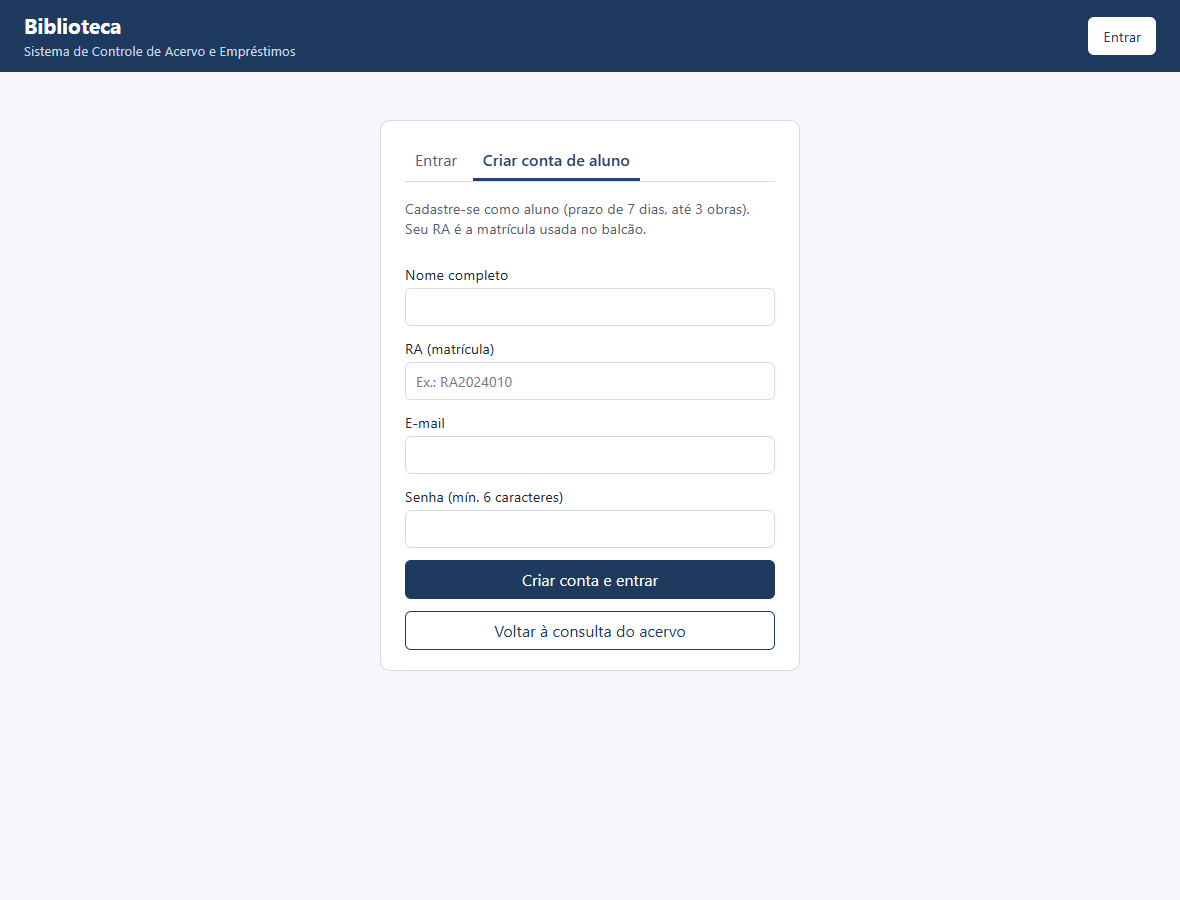 Biblioteca
Sistema de Controle de Acervo e Empréstimos
Entrar
Entrar
Criar conta de aluno
Cadastre-se como aluno (prazo de 7 dias, até 3 obras).
Seu RA é a matrícula usada no balcão.
Nome completo
RA (matrícula)
Ex.: RA2024010
E-mail
Senha (mín. 6 caracteres)
Criar conta e entrar
Voltar à consulta do acervo